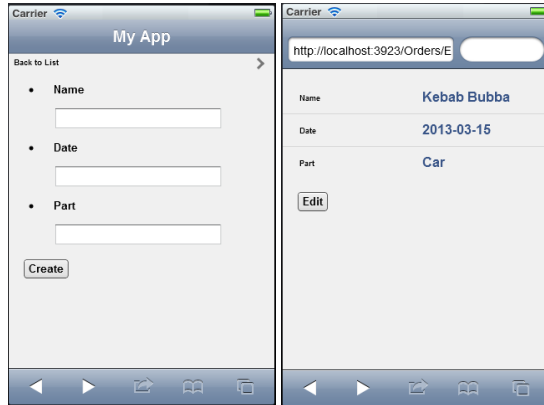 Carrier
My App
Back to List
Name
Date
Part
Create
Carrier
http://localhost:3923/Orders/E
Name Kebab Bubba
Date 2013-03-15
Part Car
Edit